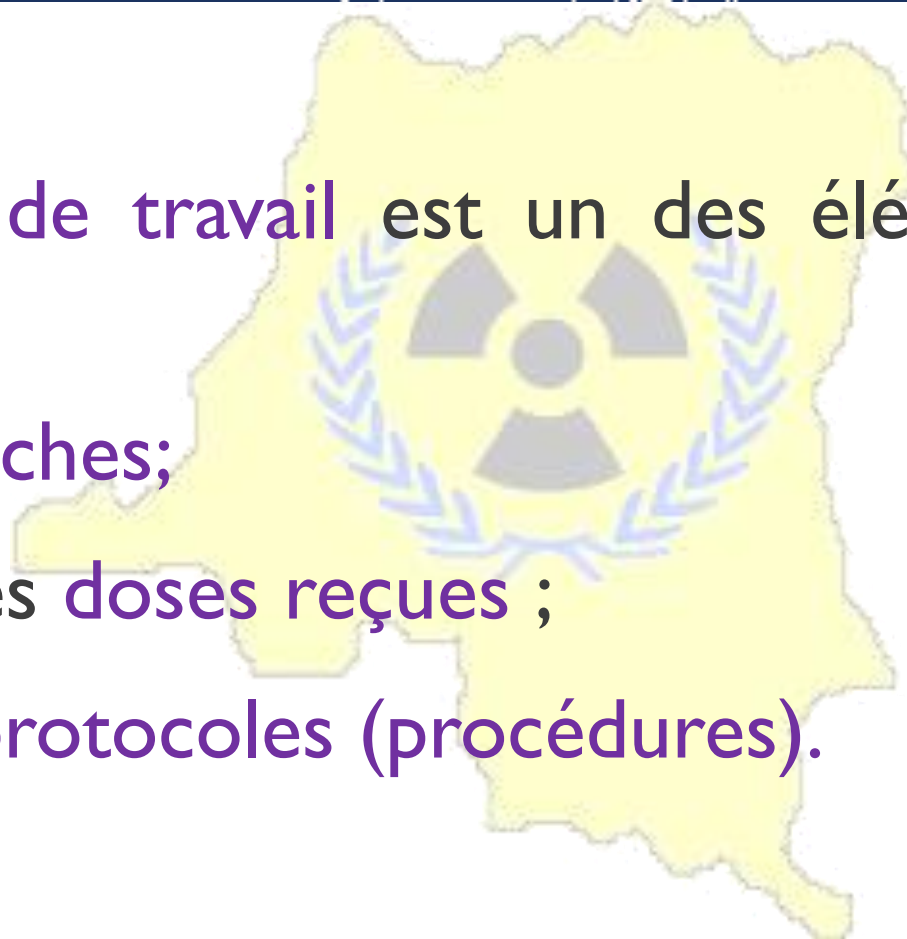 de travail est un des élé
ches;
es doses reçues ;
rotocoles (procédures).